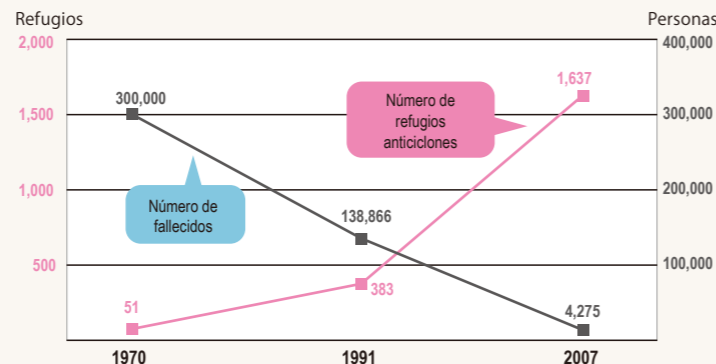 Refugios
Personas
2,000
400,000
1,637
300,000
Número de
refugios
anticiclones
1,500
300,000
1,000
200,000
Número de
fallecidos
138,866
500
383
100,000
51
4,275
1970
1991
2007